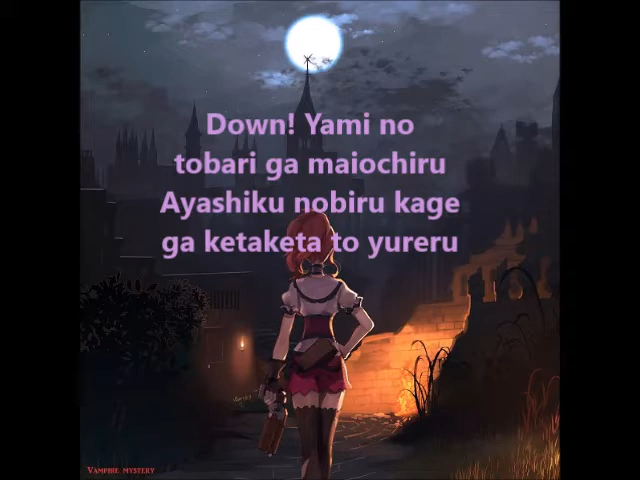 Down! Yami no
tobari ga maiochiru
Ayashiku nobiru kage
ga ketaketa to yureru
Vampire mystery